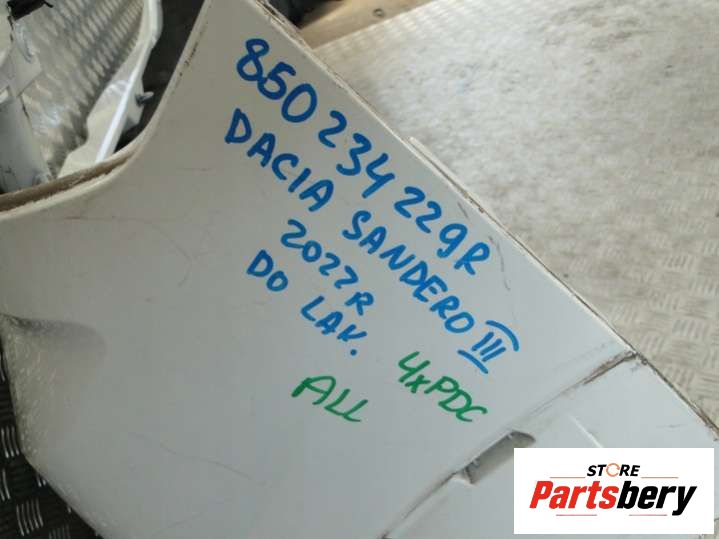 850234229R
DACIA SANDERO III
2022R
DO LAK.
4xPDC
ALL
STORE
Partsbery